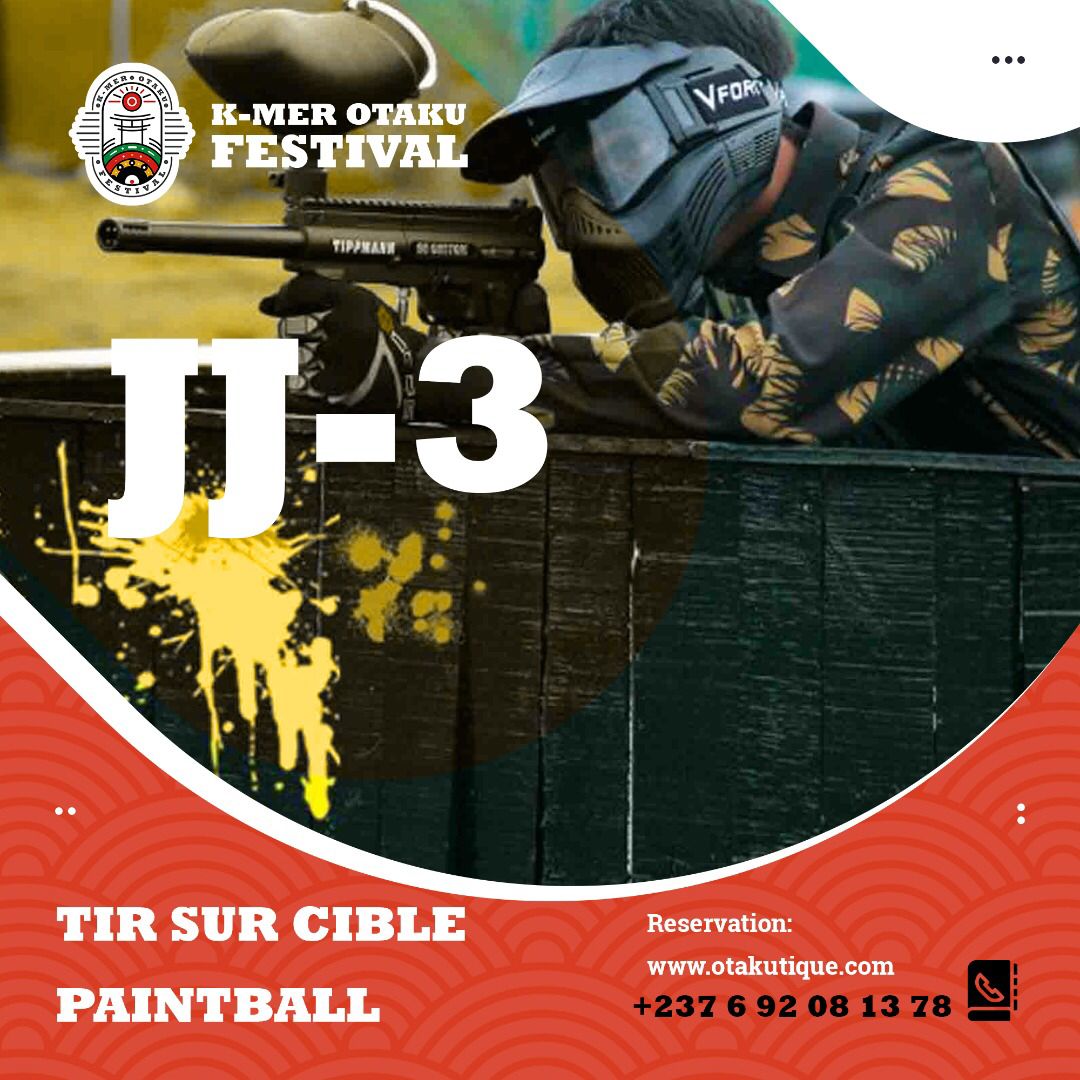 K-MER OTAKU
FESTIVAL
K-MER OTAKU
FESTIVAL
VFORCE
TIPPMANN
JJ-3
TIR SUR CIBLE
PAINTBALL
Reservation:
www.otakutique.com
+237 6 92 08 13 78